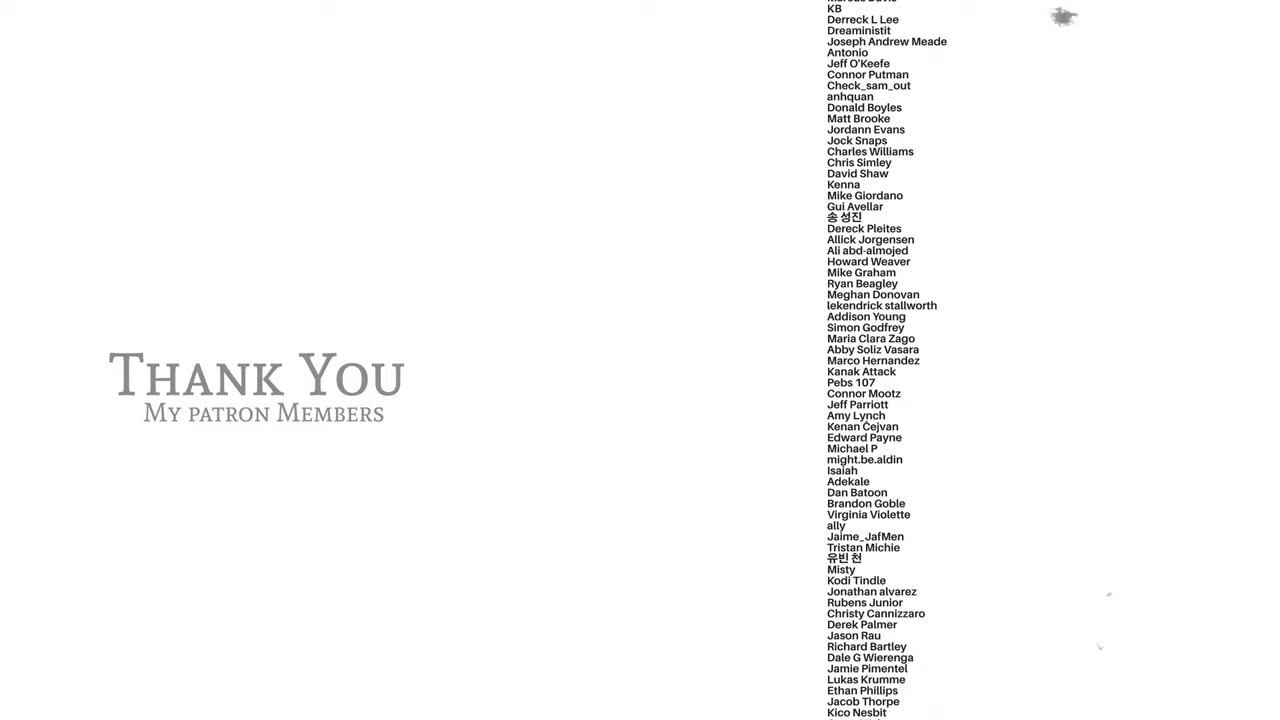 Thank You
My patron Members
KB
Derreck L Lee
Dreaministit
Joseph Andrew Meade
Antonio
Jeff O'Keefe
Connor Putman
Check_sam_out
anhquan
Donald Boyles
Matt Brooke
Jordann Evans
Jock Snaps
Charles Williams
Chris Simley
David Shaw
Kenna
Mike Giordano
Gui Avellar
송 성진
Dereck Pleites
Allick Jorgensen
Ali abd-almojed
Howard Weaver
Mike Graham
Ryan Beagley
Meghan Donovan
lekendrick stallworth
Addison Young
Simon Godfrey
Maria Clara Zago
Abby Soliz Vasara
Marco Hernandez
Kanak Attack
Pebs 107
Connor Mootz
Jeff Parriott
Amy Lynch
Kenan Čejvan
Edward Payne
Michael P
might.be.aldin
Isaiah
Adekale
Dan Batoon
Brandon Goble
Virginia Violette
ally
Jaime_JafMen
Tristan Michie
유빈 천
Misty
Kodi Tindle
Jonathan alvarez
Rubens Junior
Christy Cannizzaro
Derek Palmer
Jason Rau
Richard Bartley
Dale G Wierenga
Jamie Pimentel
Lukas Krumme
Ethan Phillips
Jacob Thorpe
Kico Nesbit